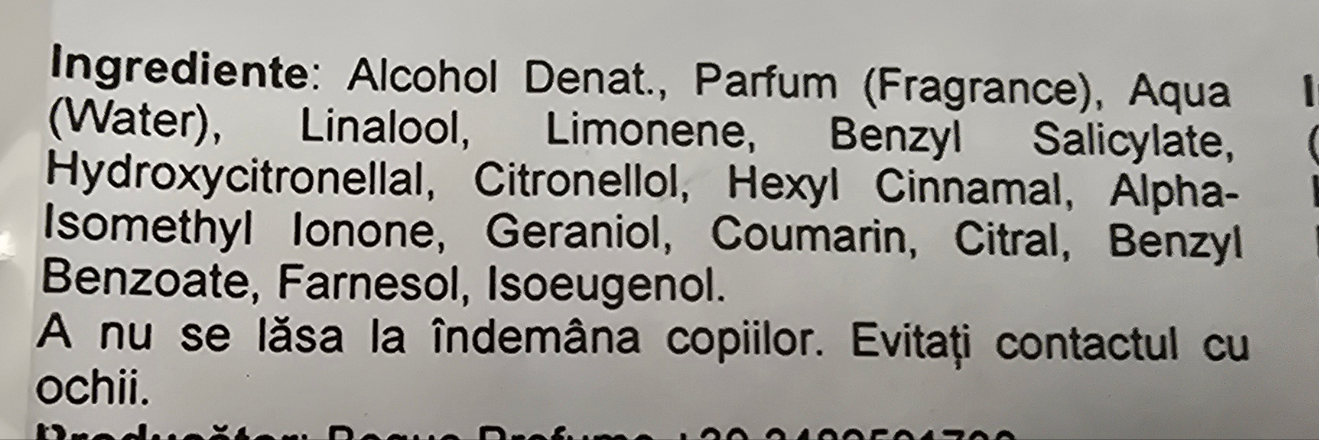 Ingrediente: Alcohol Denat., Parfum (Fragrance), Aqua
(Water), Linalool, Limonene, Benzyl Salicylate,
Hydroxycitronellal, Citronellol, Hexyl Cinnamal, Alpha-
Isomethyl Ionone, Geraniol, Coumarin, Citral, Benzyl
Benzoate, Farnesol, Isoeugenol.
A nu se lăsa la îndemâna copiilor. Evitați contactul cu
ochii.
Producător: